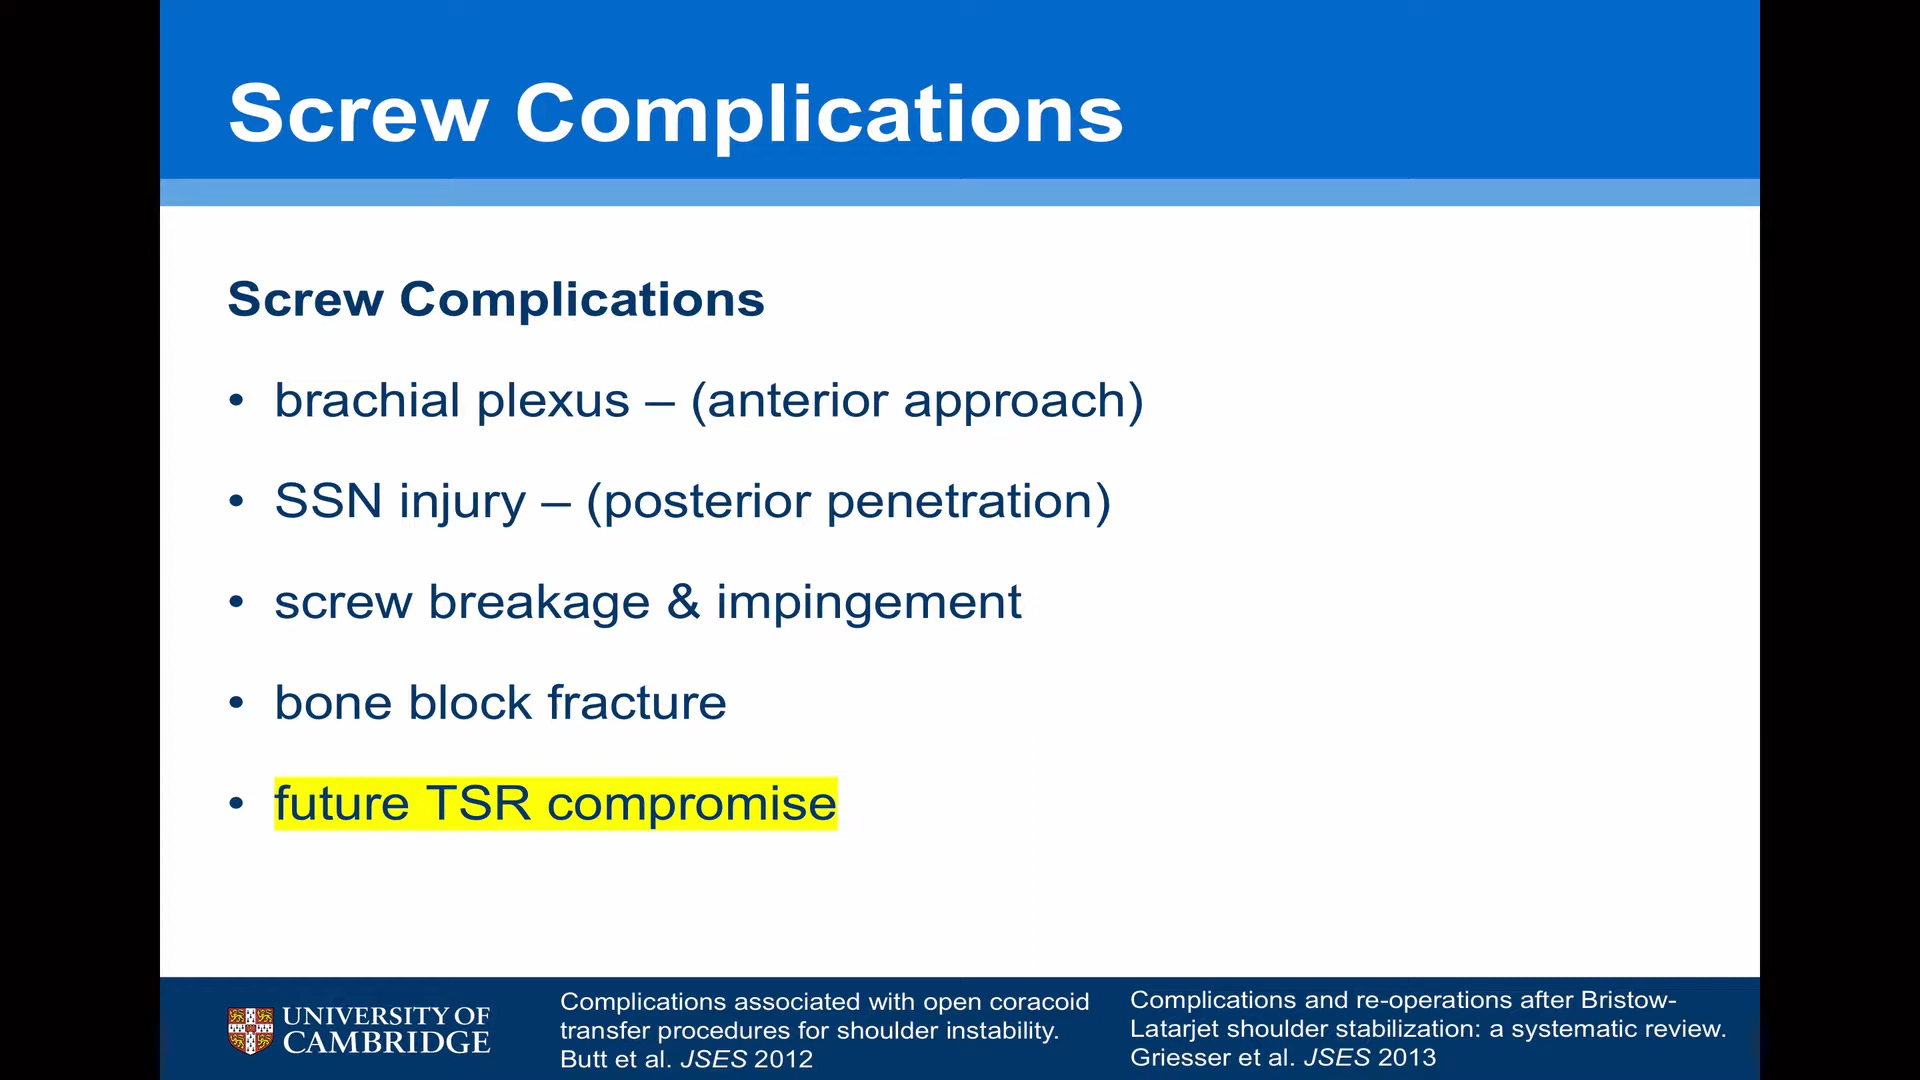 Screw Complications
Screw Complications
• brachial plexus – (anterior approach)
• SSN injury – (posterior penetration)
• screw breakage & impingement
• bone block fracture
• future TSR compromise
UNIVERSITY OF
CAMBRIDGE
Complications associated with open coracoid
transfer procedures for shoulder instability.
Butt et al. JSES 2012
Complications and re-operations after Bristow-
Latarjet shoulder stabilization: a systematic review.
Griesser et al. JSES 2013